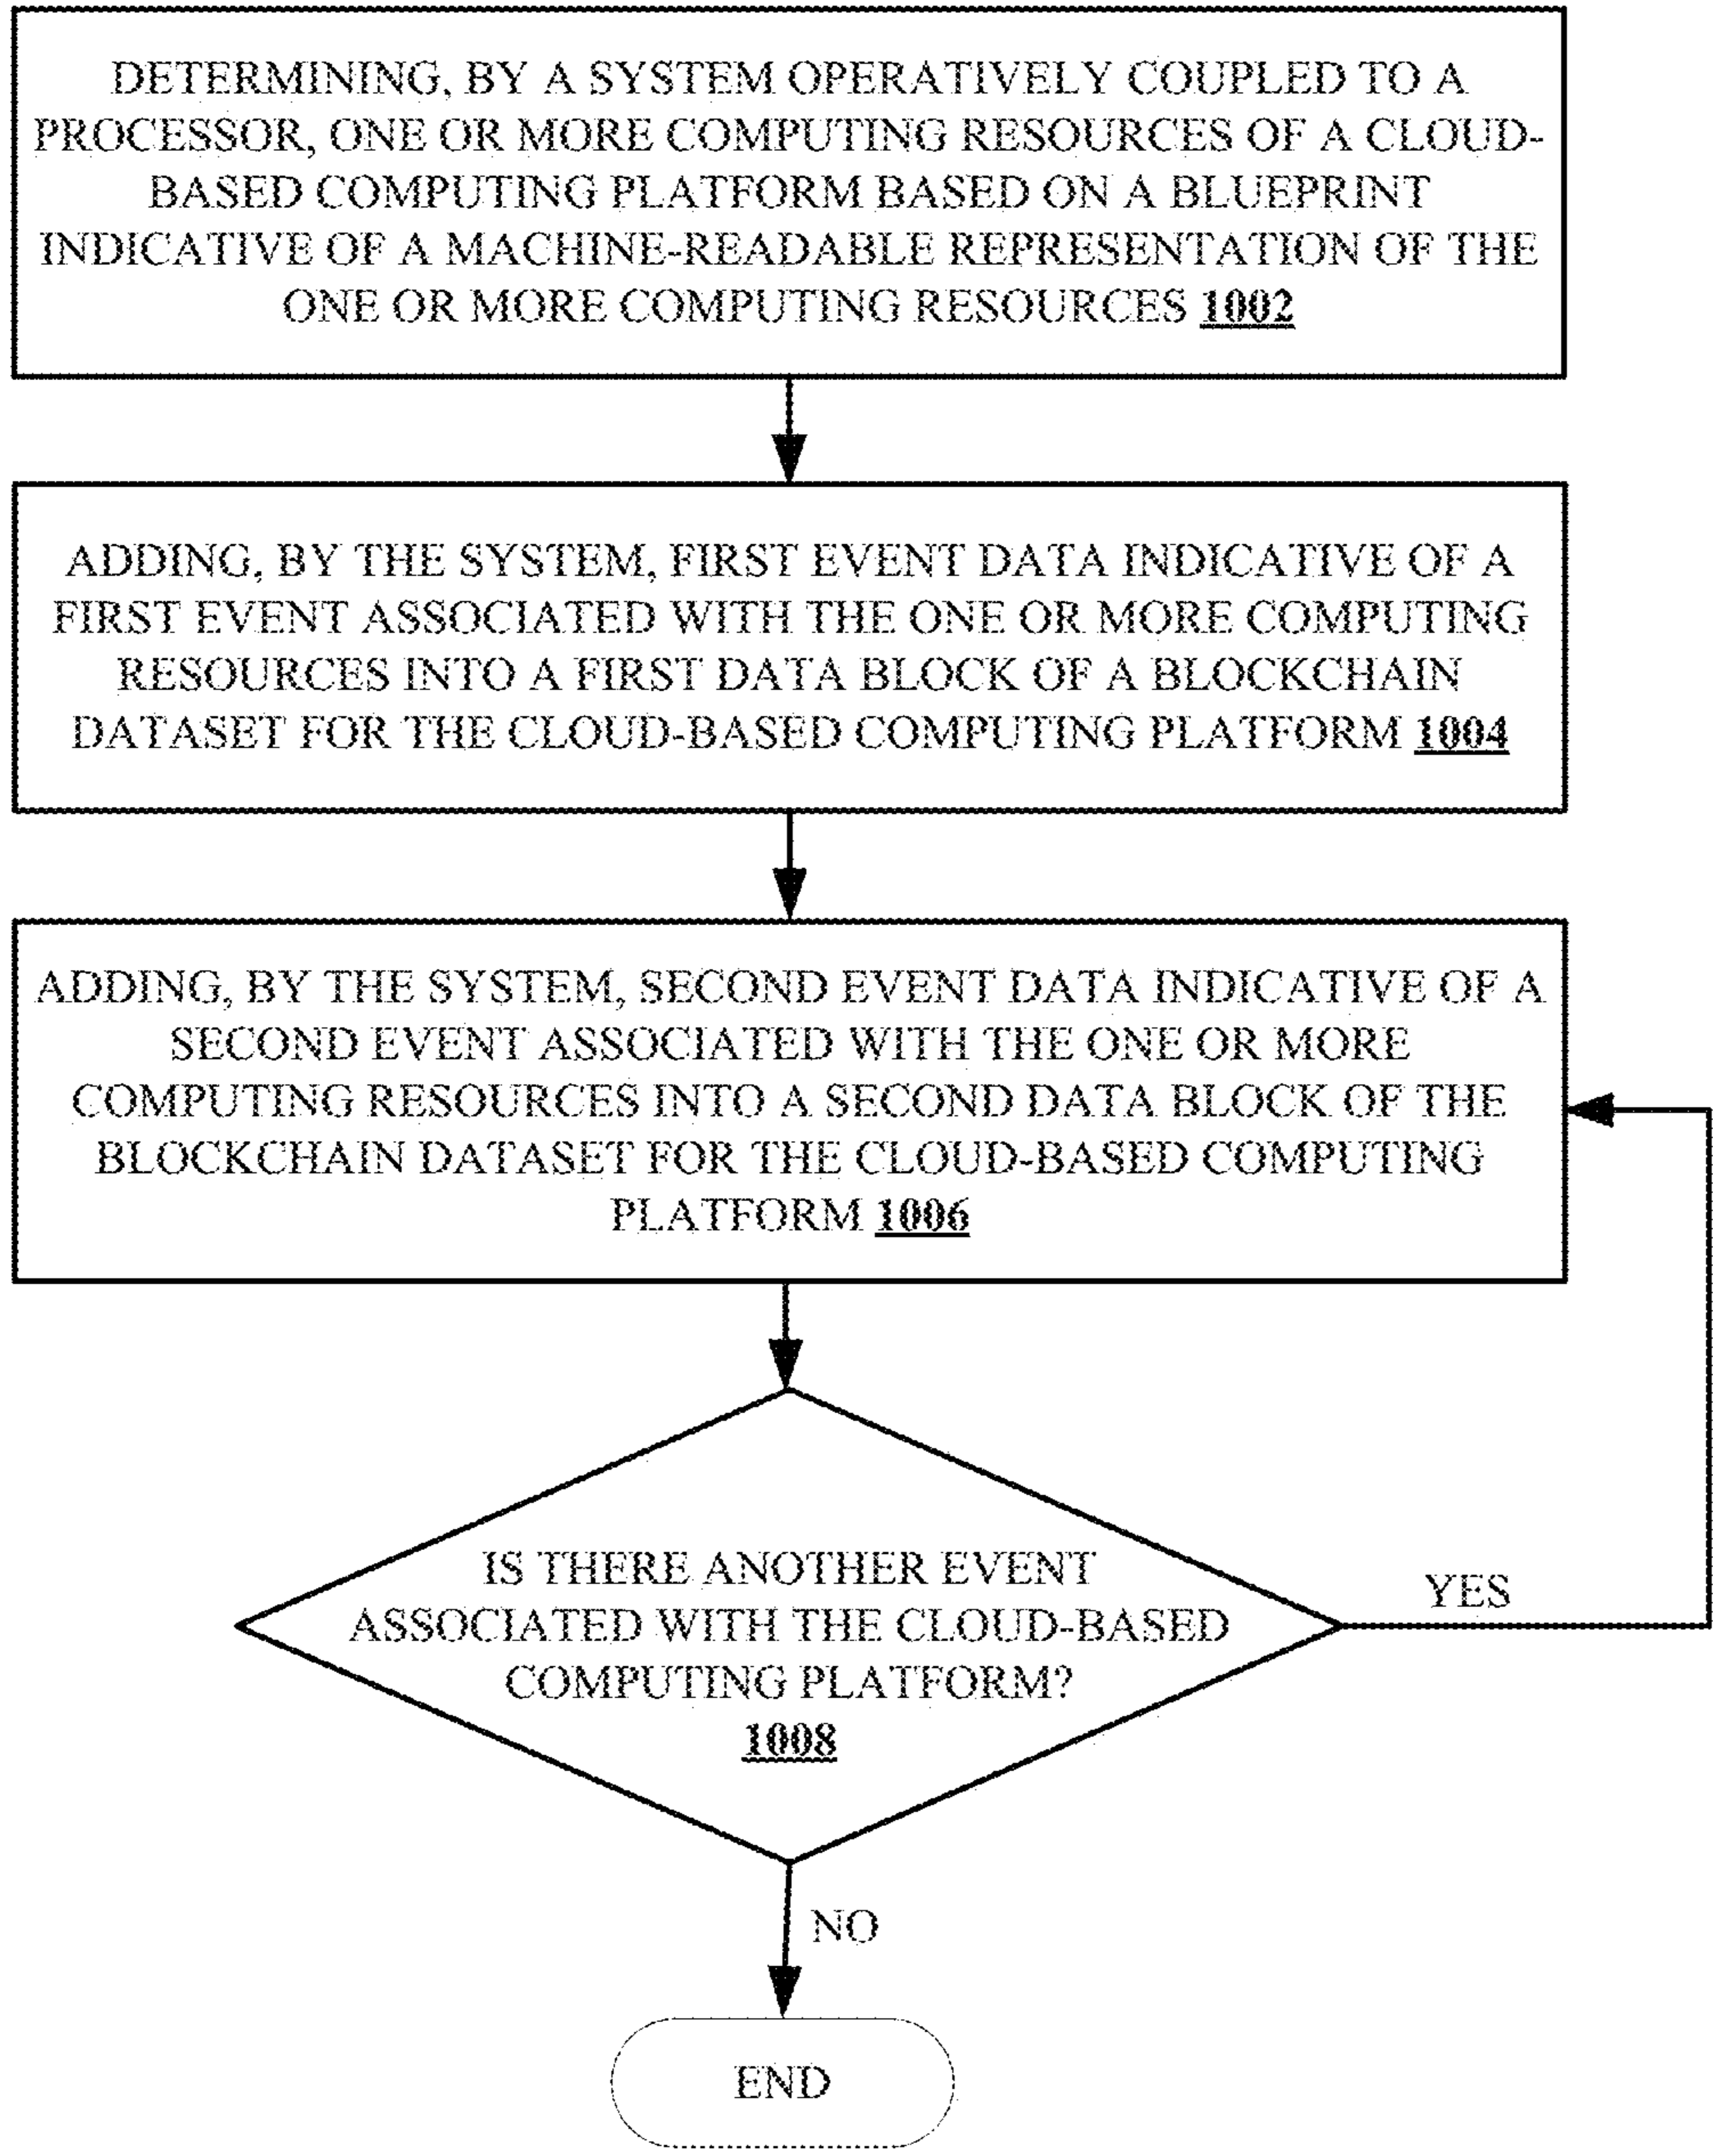 DETERMINING, BY A SYSTEM OPERATIVELY COUPLED TO A
PROCESSOR, ONE OR MORE COMPUTING RESOURCES OF A CLOUD-
BASED COMPUTING PLATFORM BASED ON A BLUEPRINT
INDICATIVE OF A MACHINE-READABLE REPRESENTATION OF THE
ONE OR MORE COMPUTING RESOURCES 1002
ADDING, BY THE SYSTEM, FIRST EVENT DATA INDICATIVE OF A
FIRST EVENT ASSOCIATED WITH THE ONE OR MORE COMPUTING
RESOURCES INTO A FIRST DATA BLOCK OF A BLOCKCHAIN
DATASET FOR THE CLOUD-BASED COMPUTING PLATFORM 1004
ADDING, BY THE SYSTEM, SECOND EVENT DATA INDICATIVE OF A
SECOND EVENT ASSOCIATED WITH THE ONE OR MORE
COMPUTING RESOURCES INTO A SECOND DATA BLOCK OF THE
BLOCKCHAIN DATASET FOR THE CLOUD-BASED COMPUTING
PLATFORM 1006
IS THERE ANOTHER EVENT
ASSOCIATED WITH THE CLOUD-BASED
COMPUTING PLATFORM?
1008
YES
NO
END